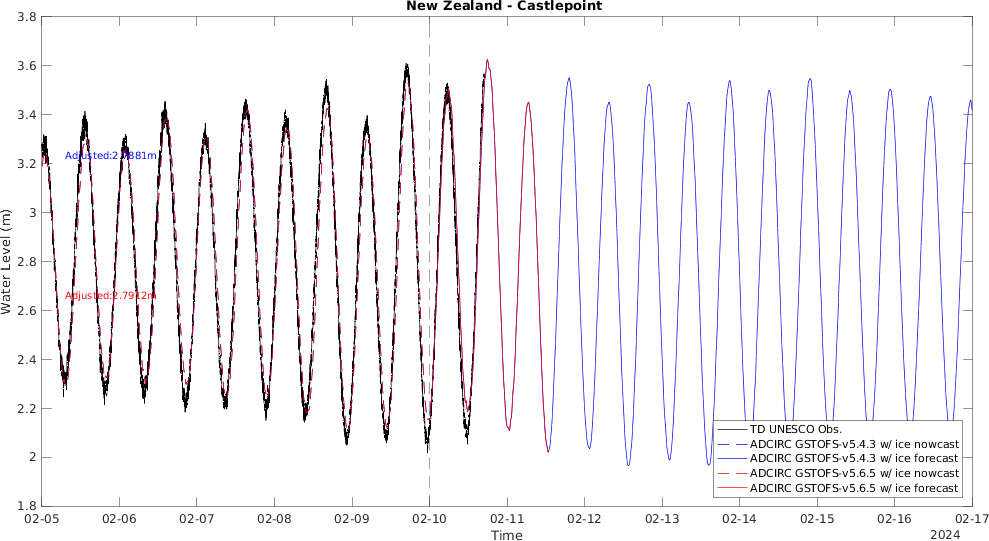 New Zealand - Castlepoint
3.8
3.6
3.4
3.2
3
2.8
2.6
2.4
2.2
2
1.8
Water Level (m)
Adjusted:2.7912m
TD UNESCO Obs.
ADCIRC GSTOFS-v5.4.3 w/ ice nowcast
ADCIRC GSTOFS-v5.4.3 w/ ice forecast
ADCIRC GSTOFS-v5.6.5 w/ ice nowcast
ADCIRC GSTOFS-v5.6.5 w/ ice forecast
02-05 02-06 02-07 02-08 02-09 02-10 02-11 02-12 02-13 02-14 02-15 02-16 02-17
Time
2024